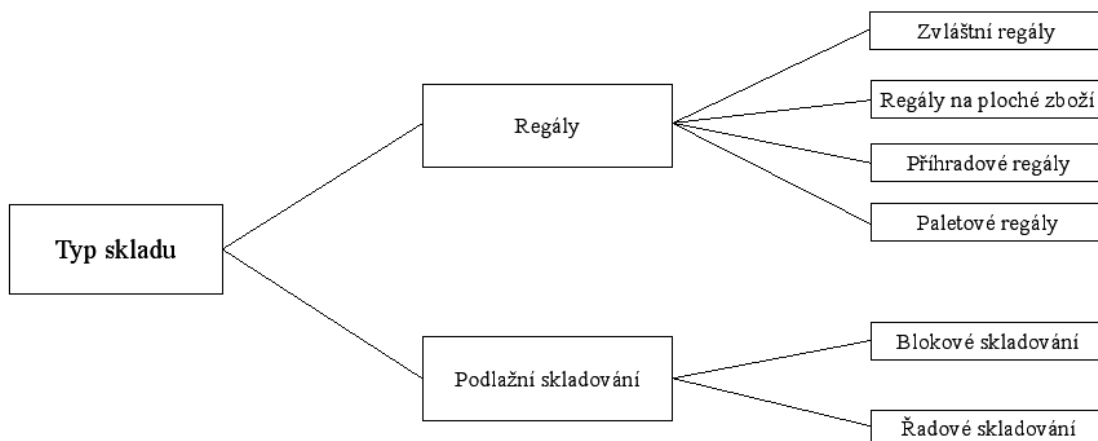 Typ skladu
Regály
Zvláštní regály
Regály na ploché zboží
Příhradové regály
Paletové regály
Podlažní skladování
Blokové skladování
Řadové skladování